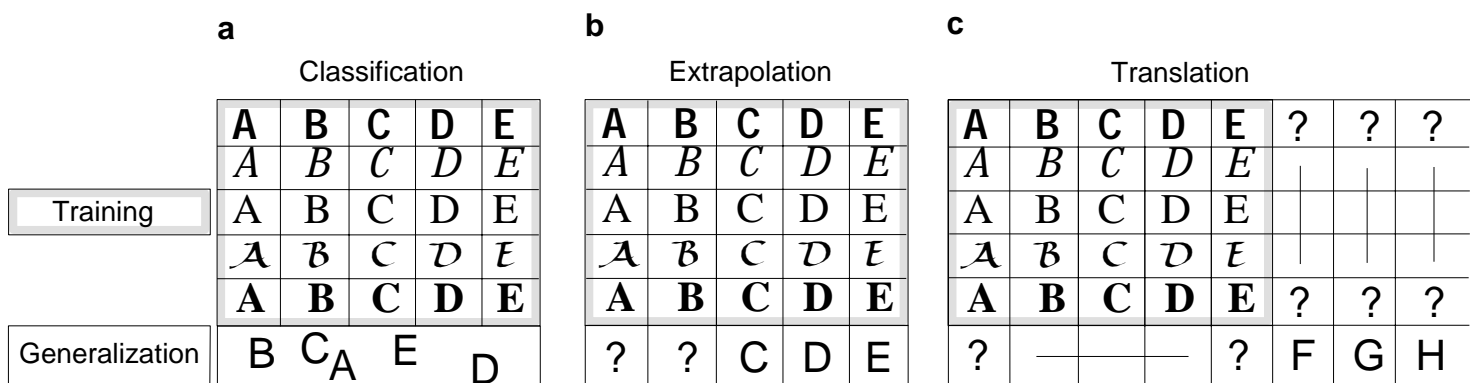 a b c
Classification Extrapolation Translation
A B C D E A B C D E A B C D E ? ? ?
A B C D E A B C D E A B C D E
Training A B C D E A B C D E A B C D E
A B C D E A B C D E A B C D E
A B C D E A B C D E A B C D E ? ? ?
Generalization B C A E D ? ? C D E ? ? F G H